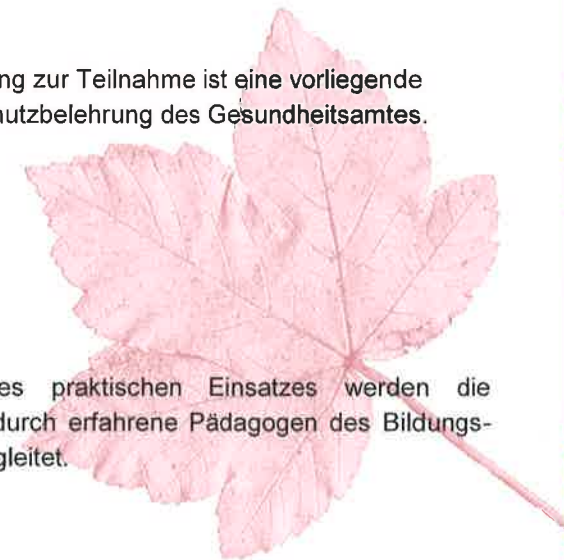 ng zur Teilnahme ist eine vorliegende
nutzbelehrung des Gesundheitsamtes.
es praktischen Einsatzes werden die
durch erfahrene Pädagogen des Bildungs-
gleitet.